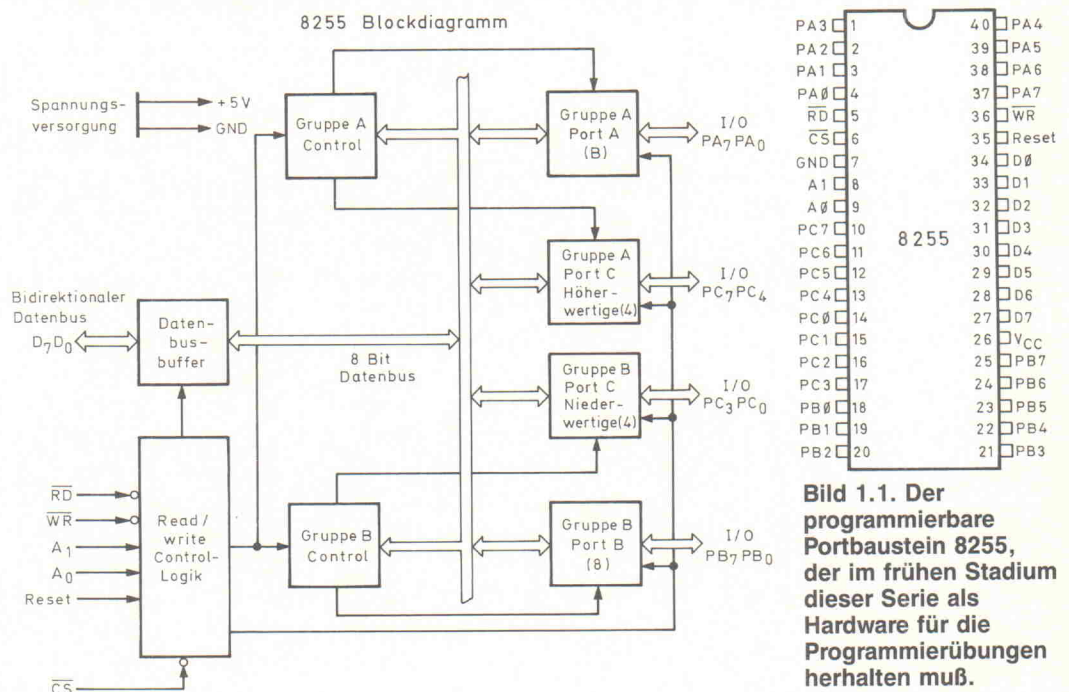 8255 Blockdiagramm
Spannungs-
versorgung
+5V
GND
Gruppe A
Control
Gruppe A
Port A
(B)
I/O
PA7 PA0
Gruppe A
Port C
Höher-
wertige(4)
I/O
PC7 PC4
Bidirektionaler
Datenbus
D7 D0
Daten-
bus-
buffer
8 Bit
Datenbus
Gruppe B
Port C
Nieder-
wertige(4)
I/O
PC3 PC0
RD
WR
A1
A0
Reset
CS
Read/
write
Control-
Logik
Gruppe B
Control
Gruppe B
Port B
(8)
I/O
PB7 PB0
PA3 1 40 PA4
PA2 2 39 PA5
PA1 3 38 PA6
PAØ 4 37 PA7
RD 5 36 WR
CS 6 35 Reset
GND 7 34 DØ
A1 8 33 D1
AØ 9 32 D2
PC7 10 31 D3
8255
PC6 11 30 D4
PC5 12 29 D5
PC4 13 28 D6
PCØ 14 27 D7
PC1 15 26 VCC
PC2 16 25 PB7
PC3 17 24 PB6
PBØ 18 23 PB5
PB1 19 22 PB4
PB2 20 21 PB3
Bild 1.1. Der
programmierbare
Portbaustein 8255,
der im frühen Stadium
dieser Serie als
Hardware für die
Programmierübungen
herhalten muß.